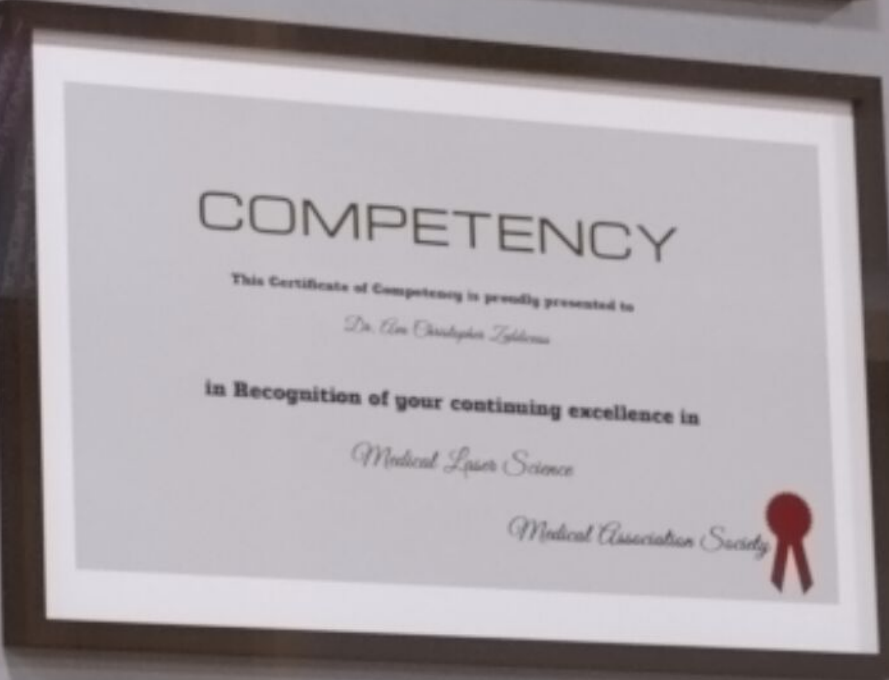 COMPETENCY
This Certificate of Competency is proudly presented to
Dr. Christopher
in Recognition of your continuing excellence in
Medical Laser Science
Medical Association Society